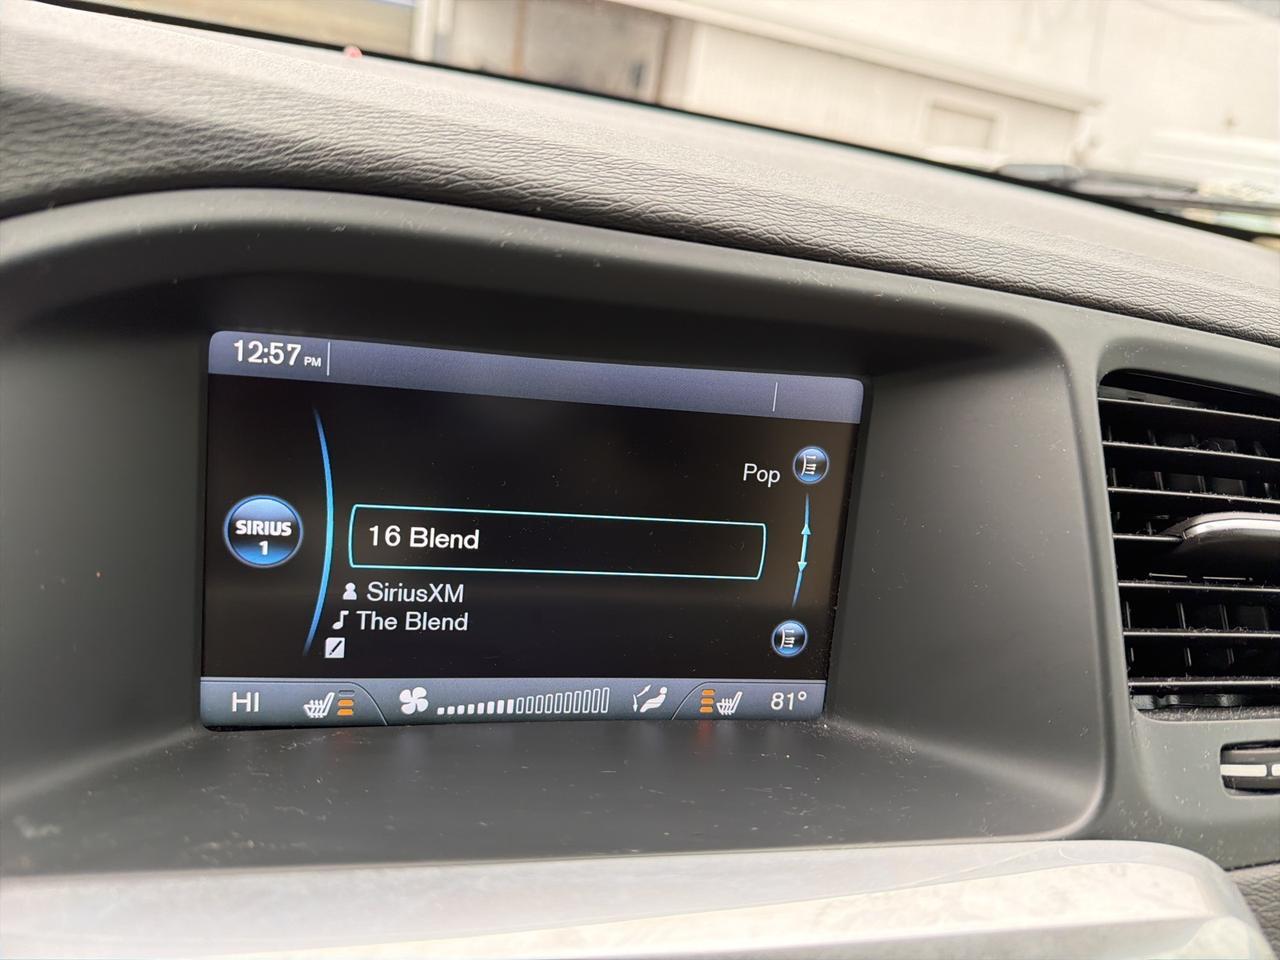 12:57 PM
Pop
SIRIUS
1
16 Blend
SiriusXM
The Blend
HI
81°